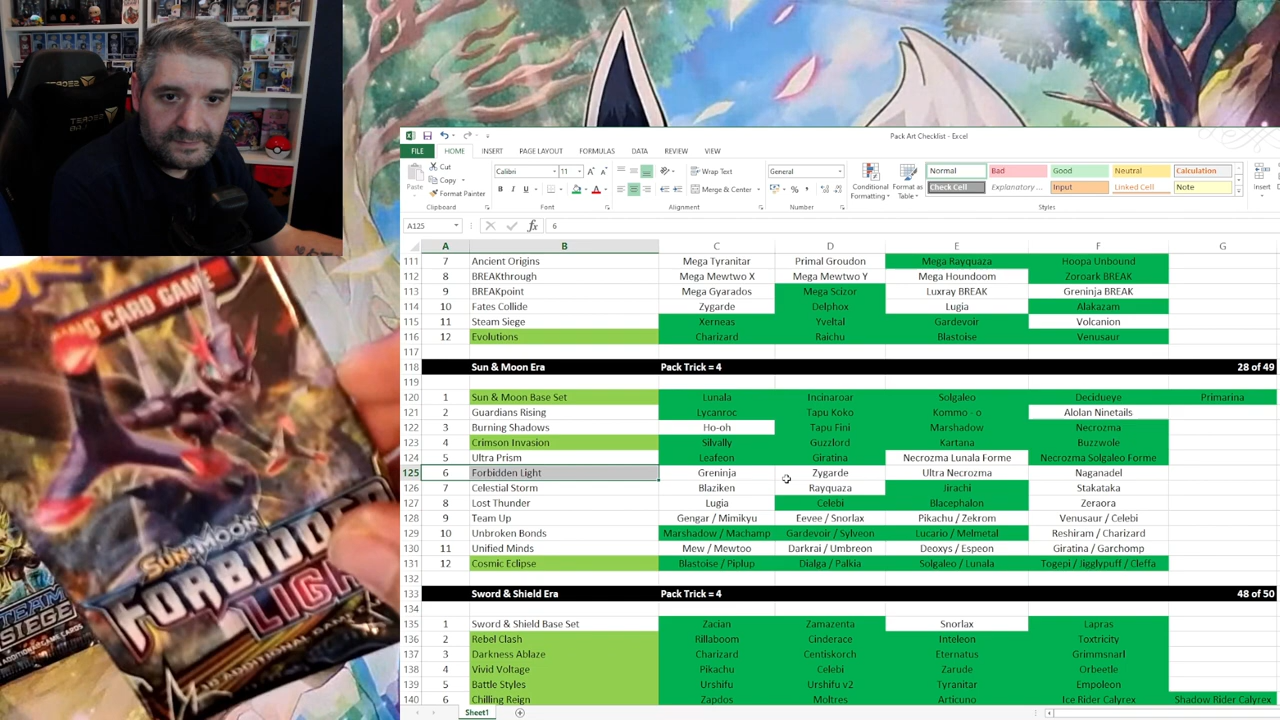 Pack Art Checklist - Excel
FILE HOME INSERT PAGE LAYOUT FORMULAS DATA REVIEW VIEW
Paste Cut Copy Format Painter Clipboard
Calibri 11 B I U Font
Wrap Text Merge & Center Alignment
General Number
Conditional Formatting Format as Table
Normal Bad Good Neutral Calculation
Check Cell Explanatory ... Input Linked Cell Note
Styles
Insert
A125 fx 6
A B C D E F G
111 7 Ancient Origins Mega Tyranitar Primal Groudon Mega Rayquaza Hoopa Unbound
112 8 BREAKthrough Mega Mewtwo X Mega Mewtwo Y Mega Houndoom Zoroark BREAK
113 9 BREAKpoint Mega Gyarados Mega Scizor Luxray BREAK Greninja BREAK
114 10 Fates Collide Zygarde Delphox Lugia Alakazam
115 11 Steam Siege Xerneas Yveltal Gardevoir Volcanion
116 12 Evolutions Charizard Raichu Blastoise Venusaur
117
118 Sun & Moon Era Pack Trick = 4 28 of 49
119
120 1 Sun & Moon Base Set Lunala Incinaroar Solgaleo Decidueye Primarina
121 2 Guardians Rising Lycanroc Tapu Koko Kommo - o Alolan Ninetails
122 3 Burning Shadows Ho-oh Tapu Fini Marshadow Necrozma
123 4 Crimson Invasion Silvally Guzzlord Kartana Buzzwole
124 5 Ultra Prism Leafeon Giratina Necrozma Lunala Forme Necrozma Solgaleo Forme
125 6 Forbidden Light Greninja Zygarde Ultra Necrozma Naganadel
126 7 Celestial Storm Blaziken Rayquaza Jirachi Stakataka
127 8 Lost Thunder Lugia Celebi Blacephalon Zeraora
128 9 Team Up Gengar / Mimikyu Eevee / Snorlax Pikachu / Zekrom Venusaur / Celebi
129 10 Unbroken Bonds Marshadow / Machamp Gardevoir / Sylveon Lucario / Melmetal Reshiram / Charizard
130 11 Unified Minds Mew / Mewtoo Darkrai / Umbreon Deoxys / Espeon Giratina / Garchomp
131 12 Cosmic Eclipse Blastoise / Piplup Dialga / Palkia Solgaleo / Lunala Togepi / Jigglypuff / Cleffa
132
133 Sword & Shield Era Pack Trick = 4 48 of 50
134
135 1 Sword & Shield Base Set Zacian Zamazenta Snorlax Lapras
136 2 Rebel Clash Rillaboom Cinderace Inteleon Toxtricity
137 3 Darkness Ablaze Charizard Centiskorch Eternatus Grimmsnarl
138 4 Vivid Voltage Pikachu Celebi Zarude Orbeetle
139 5 Battle Styles Urshifu Urshifu v2 Tyranitar Empoleon
140 6 Chilling Reign Zapdos Moltres Articuno Ice Rider Calyrex Shadow Rider Calyrex
Sheet1
ING CARD GAME
SUN & MOON
FORBIDDEN
LIGHT
TEAM
SIEGE